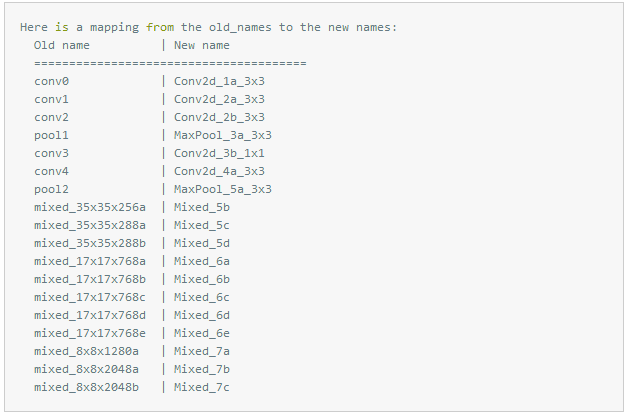 Here is a mapping from the old_names to the new names:
Old name | New name
=======================================
conv0 | Conv2d_1a_3x3
conv1 | Conv2d_2a_3x3
conv2 | Conv2d_2b_3x3
pool1 | MaxPool_3a_3x3
conv3 | Conv2d_3b_1x1
conv4 | Conv2d_4a_3x3
pool2 | MaxPool_5a_3x3
mixed_35x35x256a | Mixed_5b
mixed_35x35x288a | Mixed_5c
mixed_35x35x288b | Mixed_5d
mixed_17x17x768a | Mixed_6a
mixed_17x17x768b | Mixed_6b
mixed_17x17x768c | Mixed_6c
mixed_17x17x768d | Mixed_6d
mixed_17x17x768e | Mixed_6e
mixed_8x8x1280a | Mixed_7a
mixed_8x8x2048a | Mixed_7b
mixed_8x8x2048b | Mixed_7c